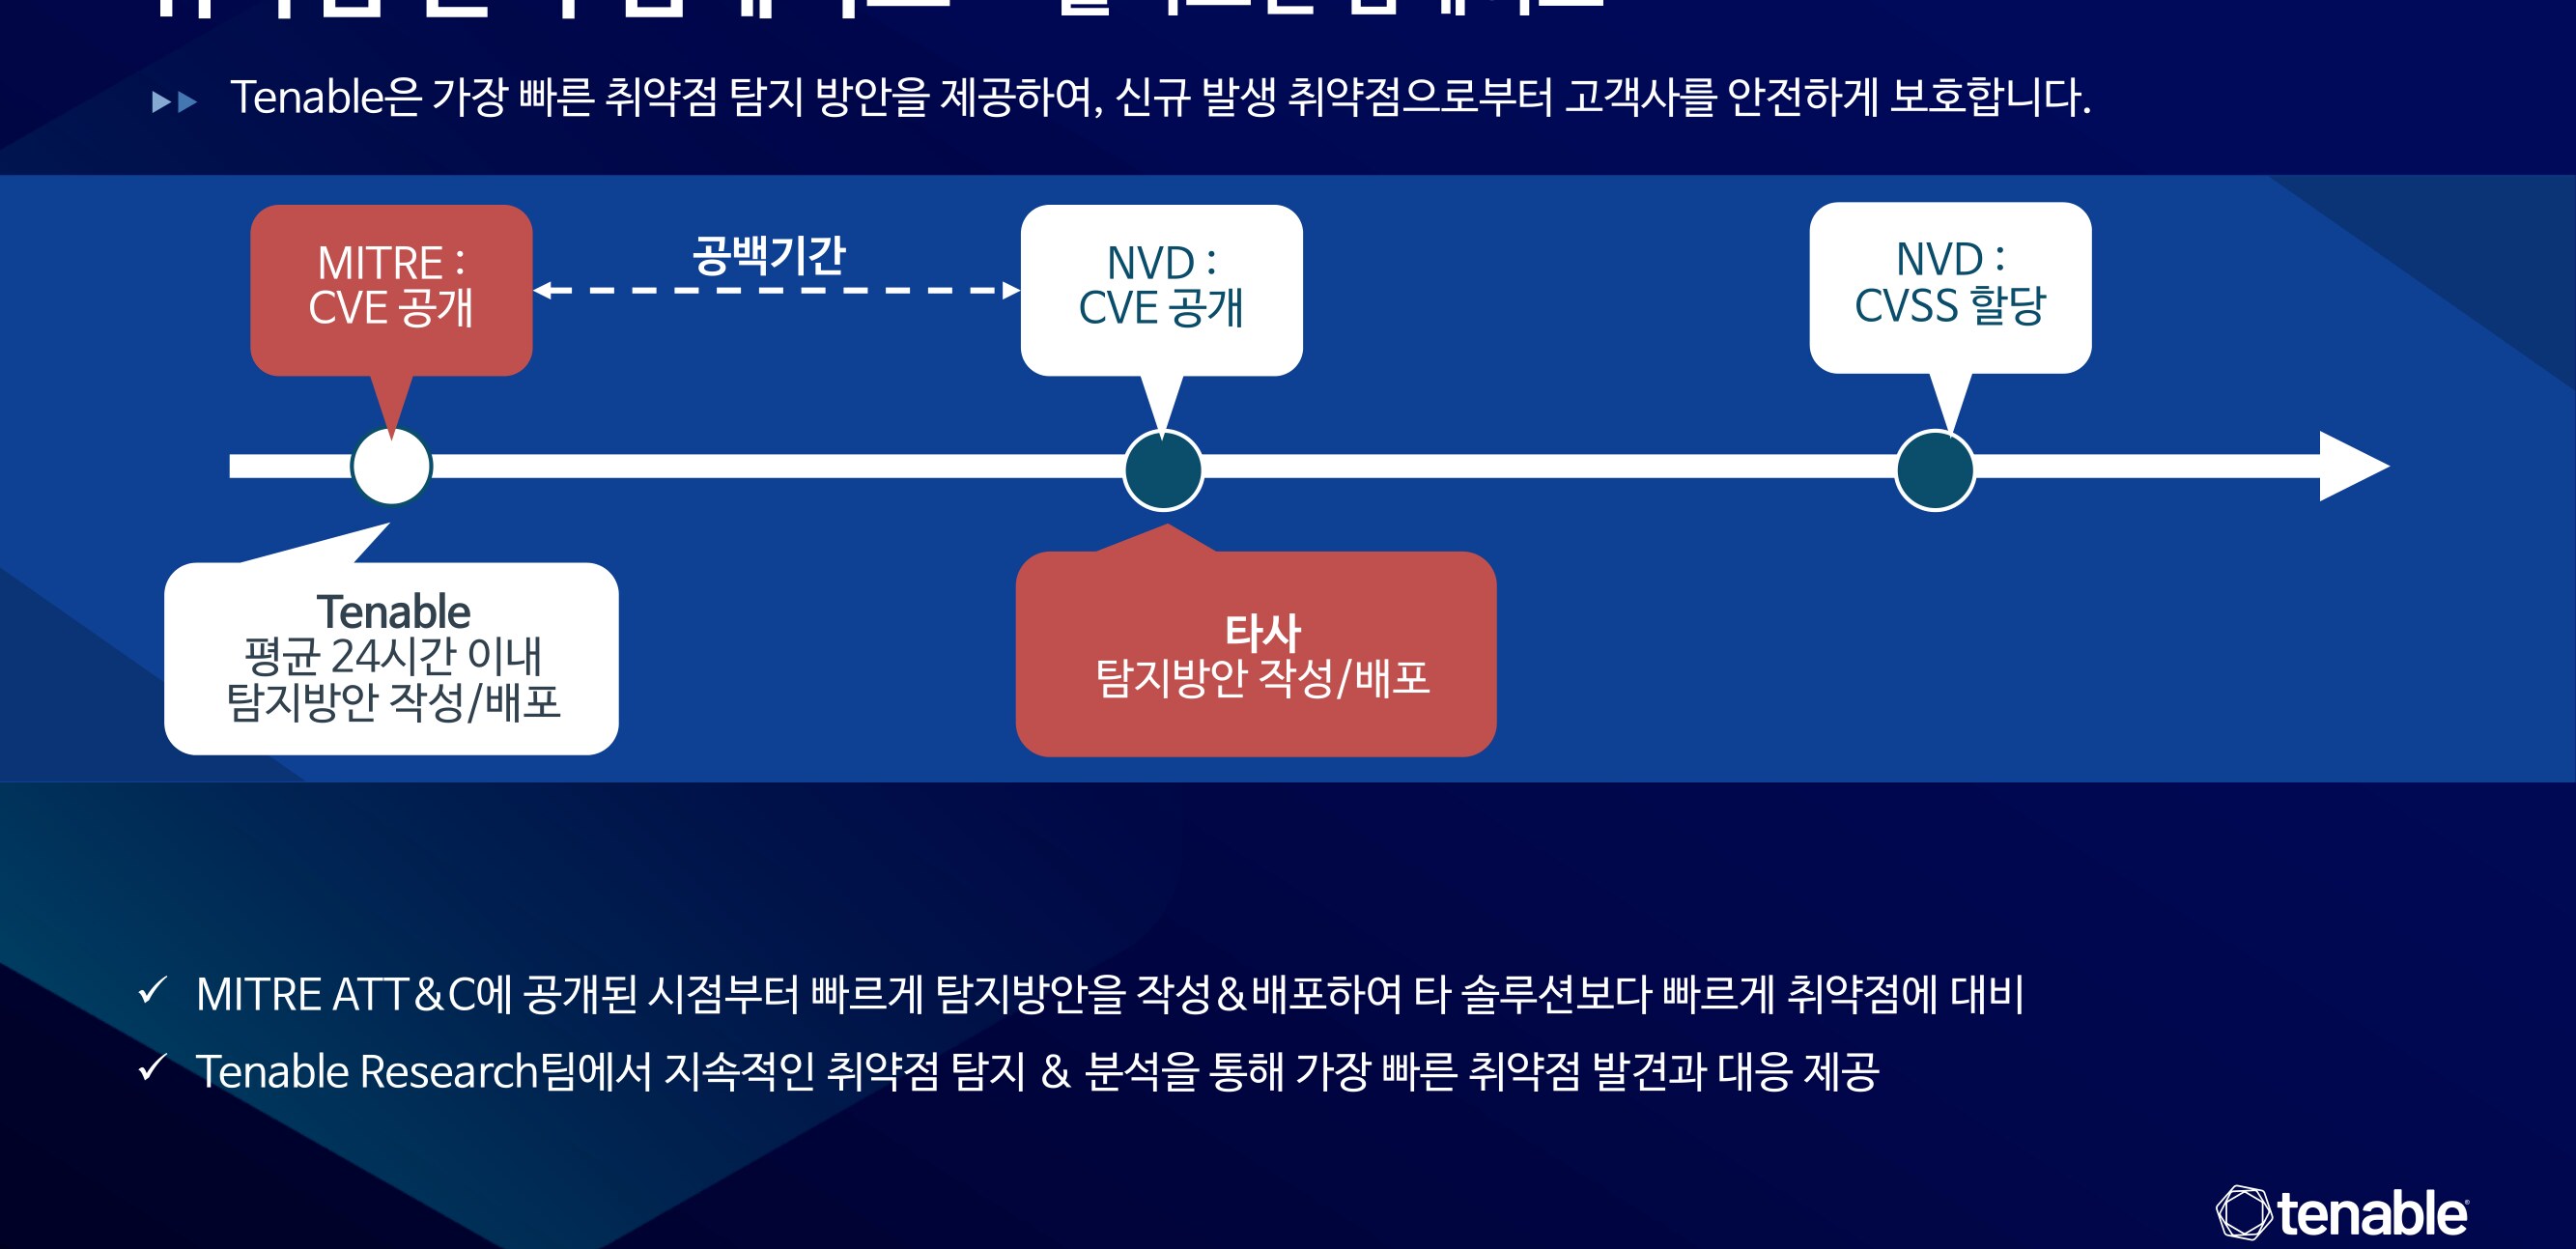 Tenable은 가장 빠른 취약점 탐지 방안을 제공하여, 신규 발생 취약점으로부터 고객사를 안전하게 보호합니다.
MITRE :
CVE 공개
공백기간
NVD :
CVE 공개
NVD :
CVSS 할당
Tenable
평균 24시간 이내
탐지방안 작성/배포
타사
탐지방안 작성/배포
MITRE ATT&C에 공개된 시점부터 빠르게 탐지방안을 작성&배포하여 타 솔루션보다 빠르게 취약점에 대비
Tenable Research팀에서 지속적인 취약점 탐지 & 분석을 통해 가장 빠른 취약점 발견과 대응 제공
tenable